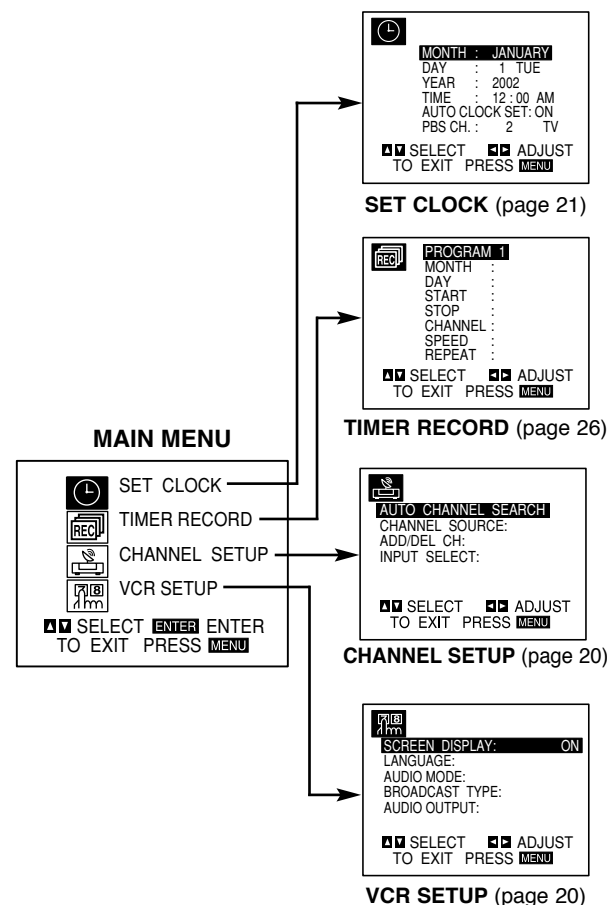 MONTH : JANUARY
DAY : 1 TUE
YEAR : 2002
TIME : 12 : 00 AM
AUTO CLOCK SET: ON
PBS CH. : 2 TV
▲▼ SELECT ◄► ADJUST
TO EXIT PRESS MENU
SET CLOCK (page 21)
REC
PROGRAM 1
MONTH :
DAY :
START :
STOP :
CHANNEL :
SPEED :
REPEAT :
▲▼ SELECT ◄► ADJUST
TO EXIT PRESS MENU
TIMER RECORD (page 26)
MAIN MENU
SET CLOCK
REC TIMER RECORD
CHANNEL SETUP
7 8 VCR SETUP
▲▼ SELECT ENTER ENTER
TO EXIT PRESS MENU
AUTO CHANNEL SEARCH
CHANNEL SOURCE:
ADD/DEL CH:
INPUT SELECT:
▲▼ SELECT ◄► ADJUST
TO EXIT PRESS MENU
CHANNEL SETUP (page 20)
7 8
SCREEN DISPLAY: ON
LANGUAGE:
AUDIO MODE:
BROADCAST TYPE:
AUDIO OUTPUT:
▲▼ SELECT ◄► ADJUST
TO EXIT PRESS MENU
VCR SETUP (page 20)